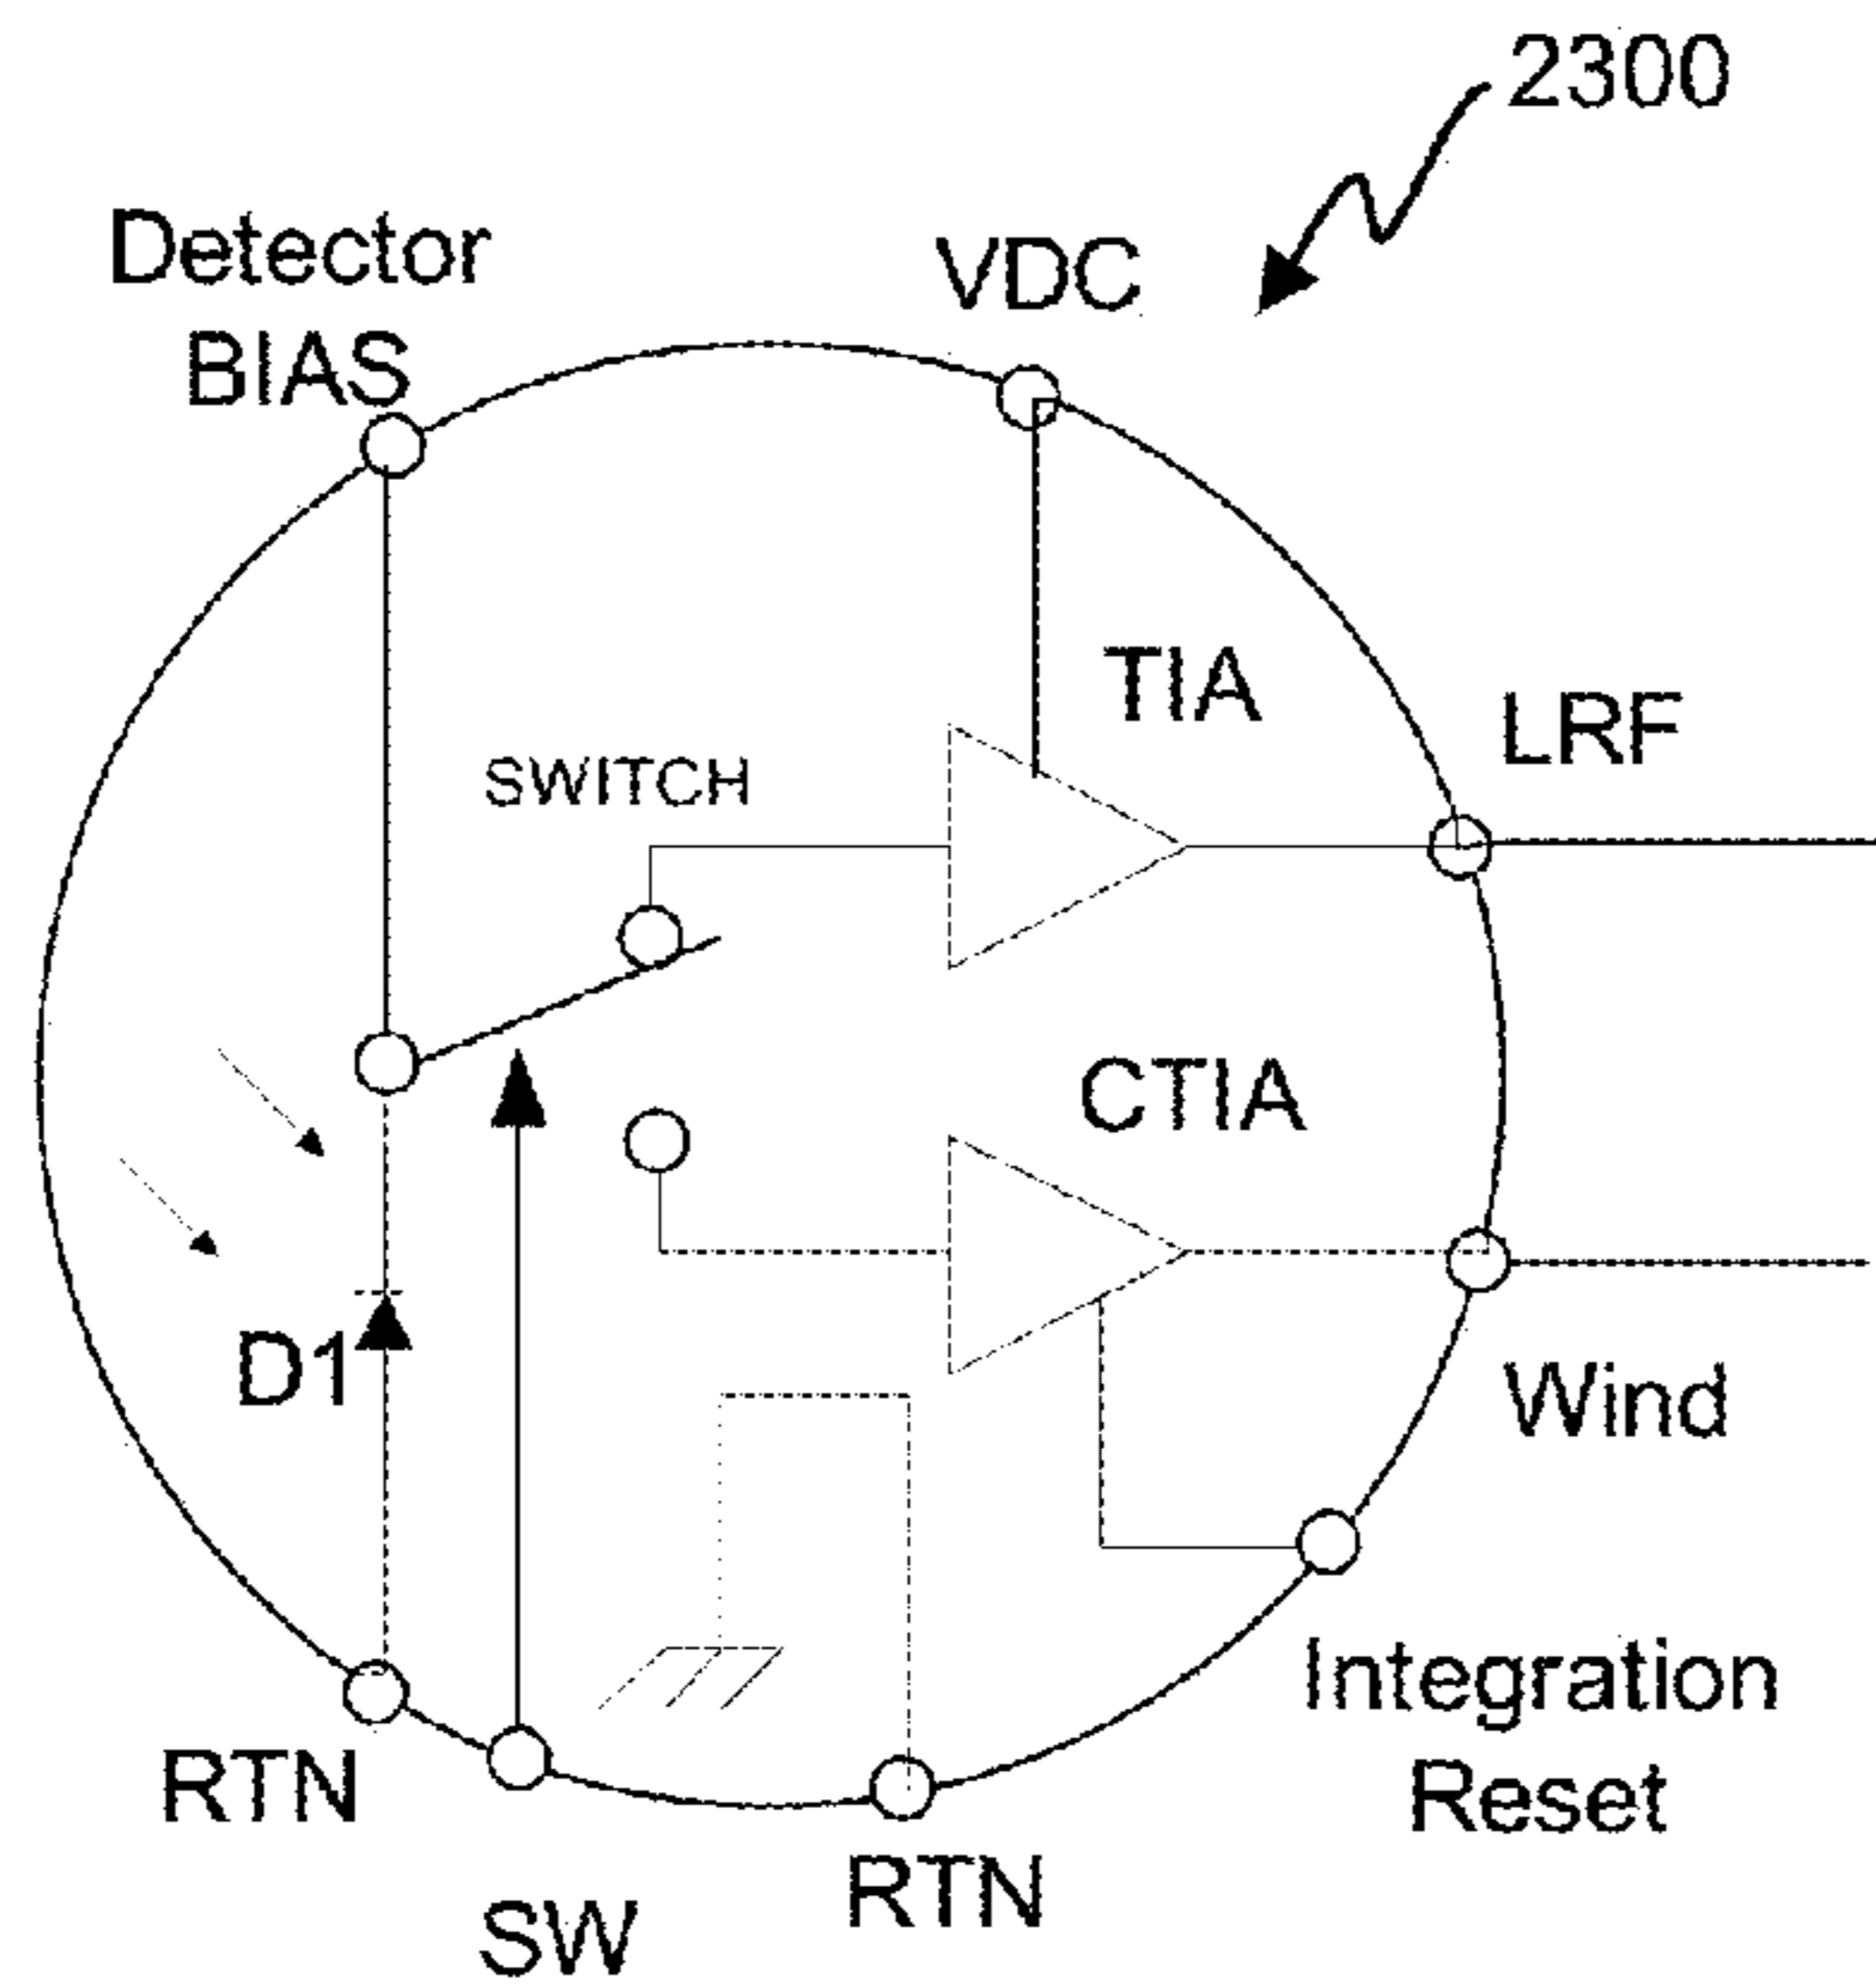 2300
Detector
BIAS
VDC
TIA
LRF
SWITCH
CTIA
D1
Wind
Integration
Reset
RTN
SW
RTN